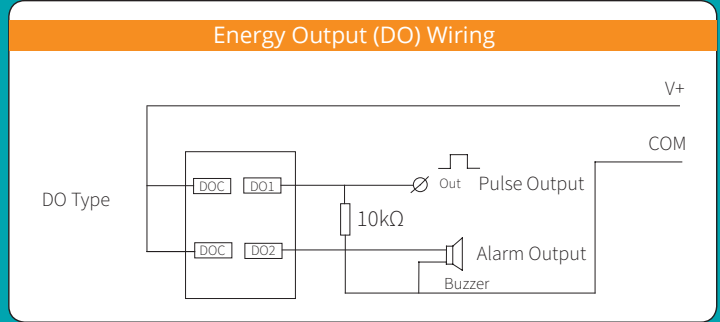 Energy Output (DO) Wiring
V+
COM
DO Type
DOC DO1
Out Pulse Output
10kΩ
DOC DO2
Alarm Output
Buzzer